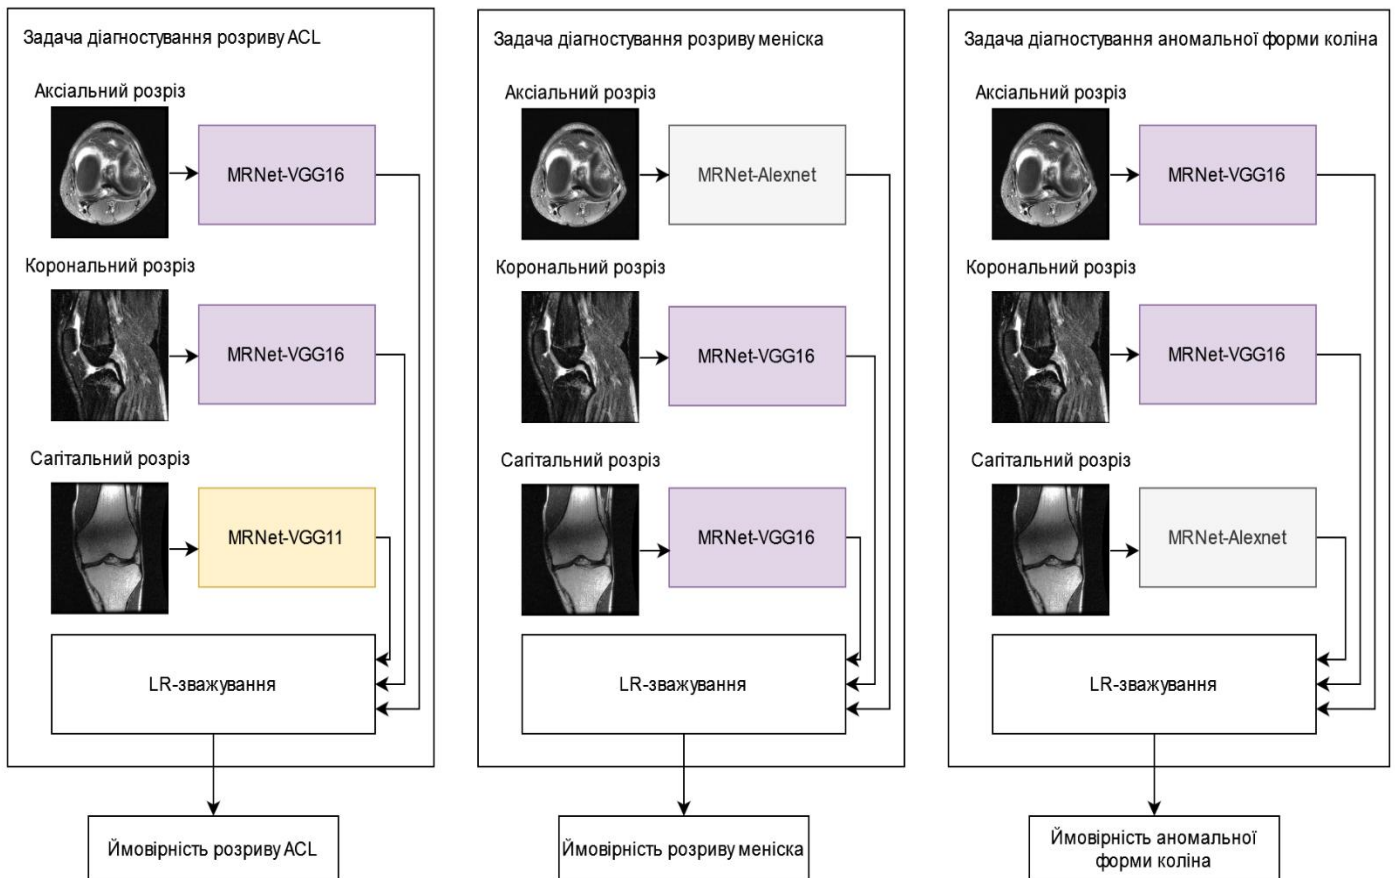 Задача діагностування розриву ACL
Аксіальний розріз
MRNet-VGG16
Корональний розріз
MRNet-VGG16
Сагітальний розріз
MRNet-VGG11
LR-зважування
Ймовірність розриву ACL
Задача діагностування розриву меніска
Аксіальний розріз
MRNet-Alexnet
Корональний розріз
MRNet-VGG16
Сагітальний розріз
MRNet-VGG16
LR-зважування
Ймовірність розриву меніска
Задача діагностування аномальної форми коліна
Аксіальний розріз
MRNet-VGG16
Корональний розріз
MRNet-VGG16
Сагітальний розріз
MRNet-Alexnet
LR-зважування
Ймовірність аномальної
форми коліна